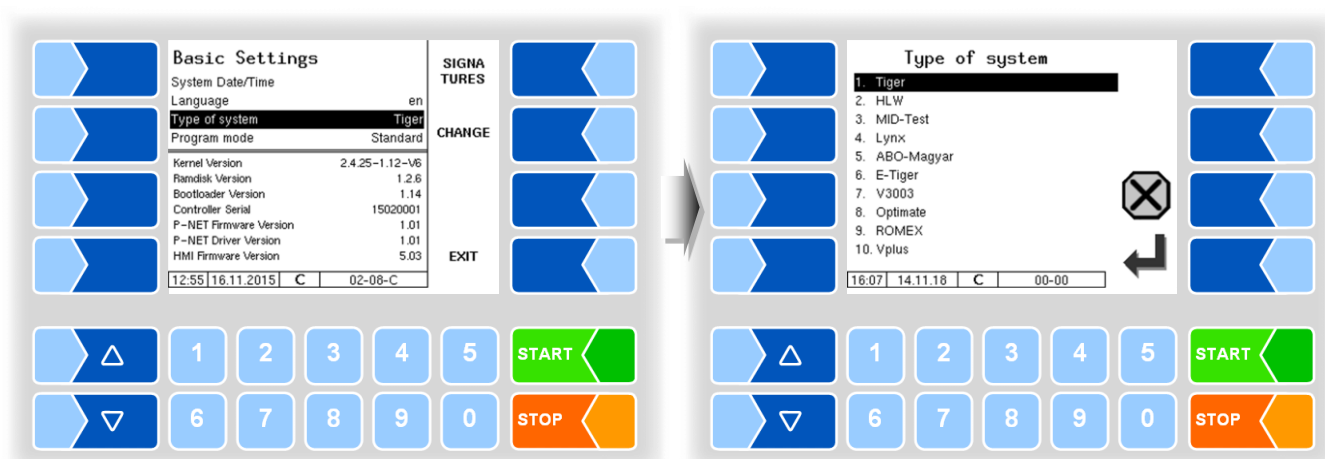 Basic Settings
System Date/Time
Language en
Type of system Tiger
Program mode Standard
Kernel Version 2.4.25-1.12-V6
Ramdisk Version 1.2.6
Bootloader Version 1.14
Controller Serial 15020001
P-NET Firmware Version 1.01
P-NET Driver Version 1.01
HMI Firmware Version 5.03
12:55 16.11.2015 C 02-08-C
SIGNA
TURES
CHANGE
EXIT
1 2 3 4 5 START
6 7 8 9 0 STOP
Type of system
1. Tiger
2. HLW
3. MID-Test
4. Lynx
5. ABO-Magyar
6. E-Tiger
7. V3003
8. Optimate
9. ROMEX
10. Vplus
16:07 14.11.18 C 00-00
1 2 3 4 5 START
6 7 8 9 0 STOP